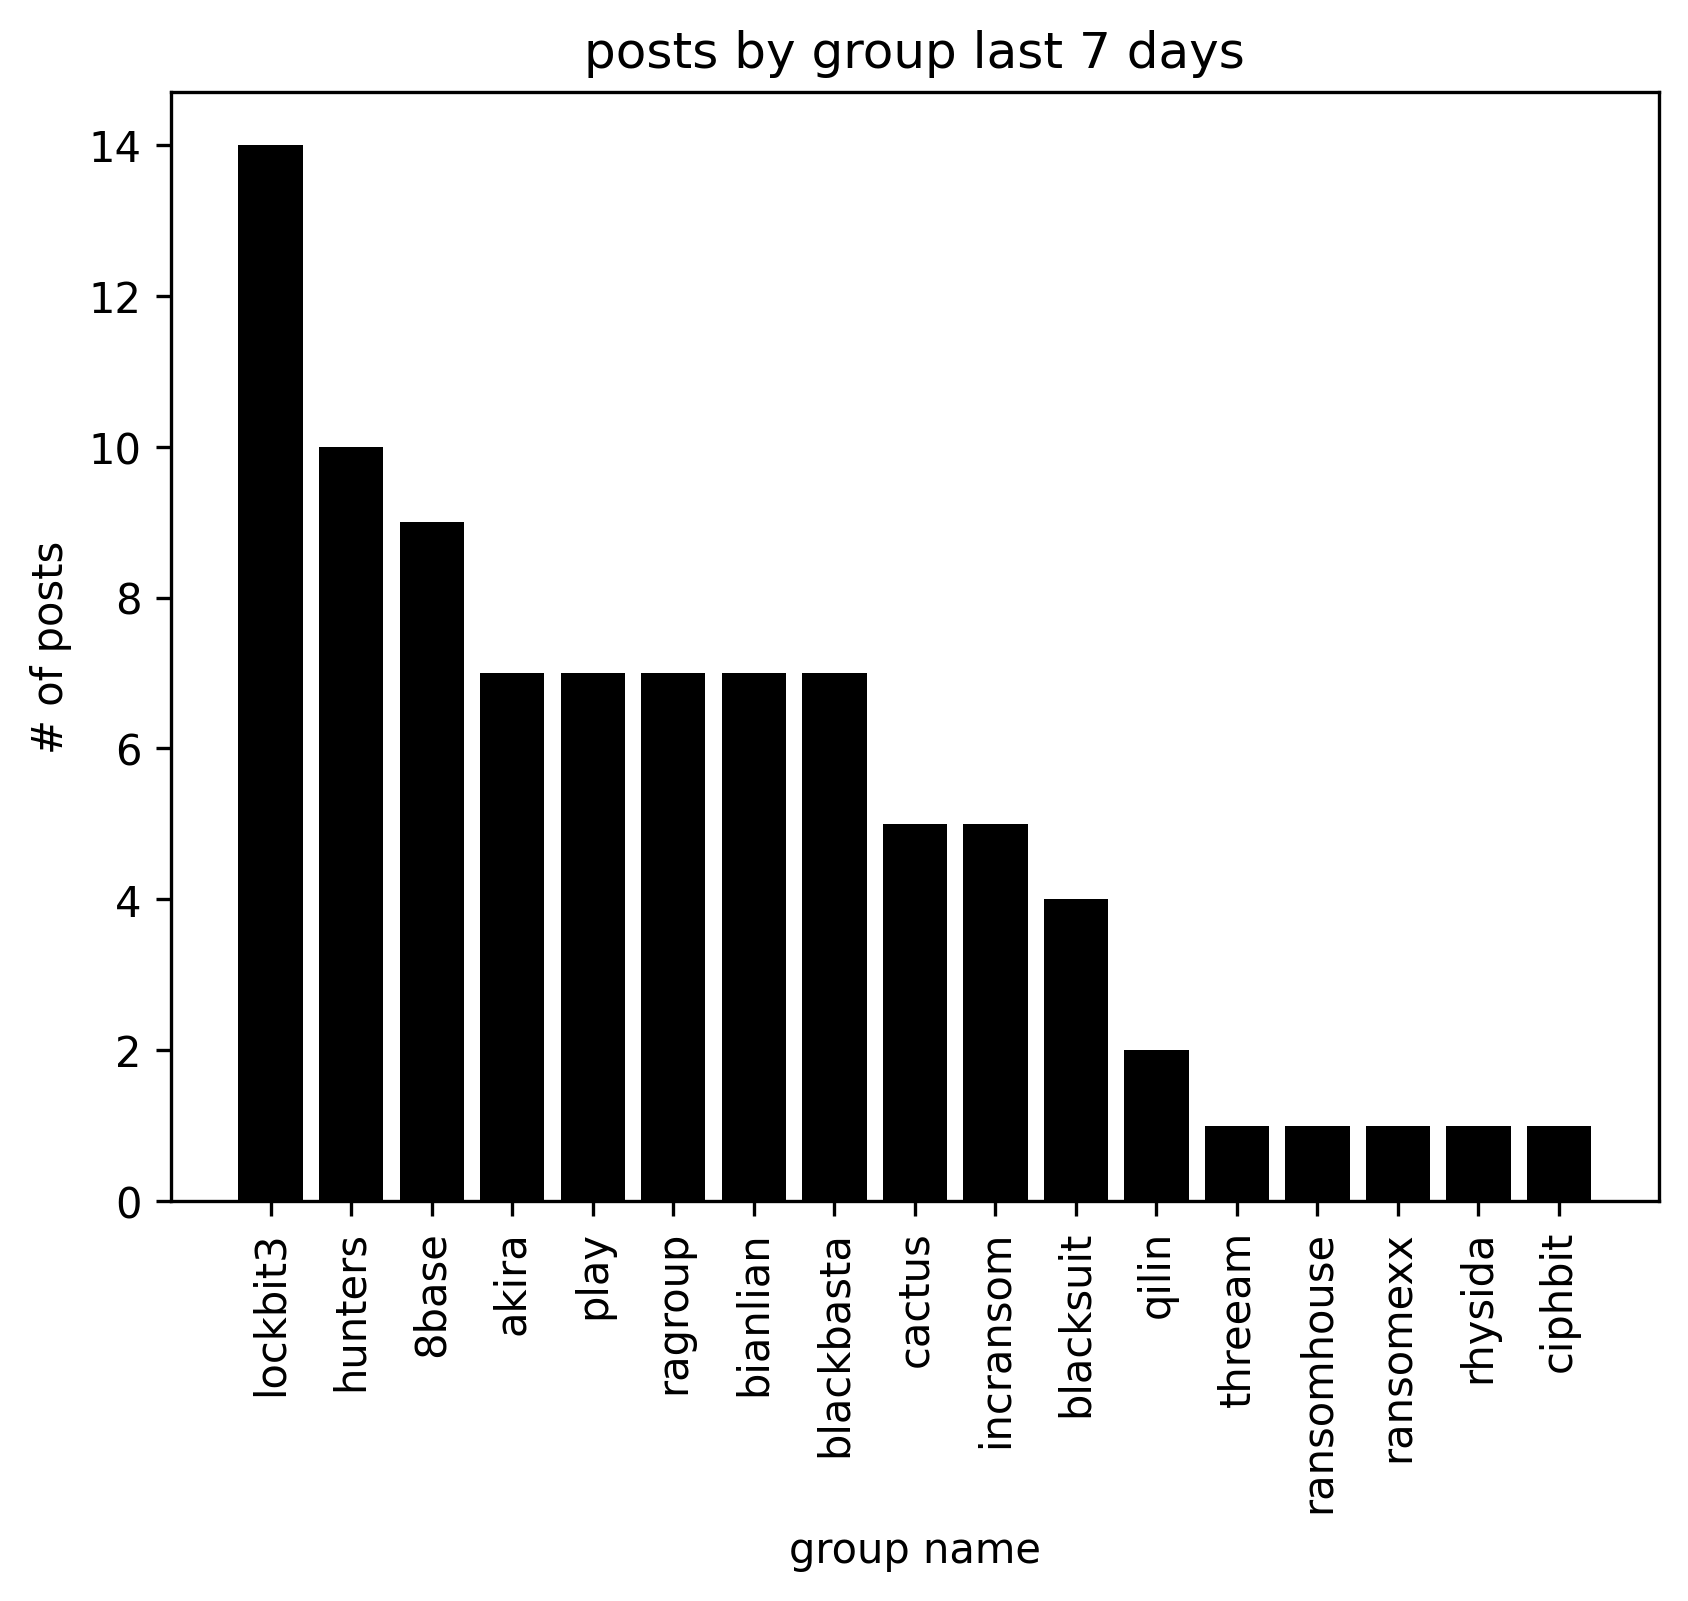 posts by group last 7 days
# of posts
14
12
10
8
6
4
2
0
lockbit3
hunters
8base
akira
play
ragroup
bianlian
blackbasta
cactus
incransom
blacksuit
qilin
threeam
ransomhouse
ransomexx
rhysida
ciphbit
group name